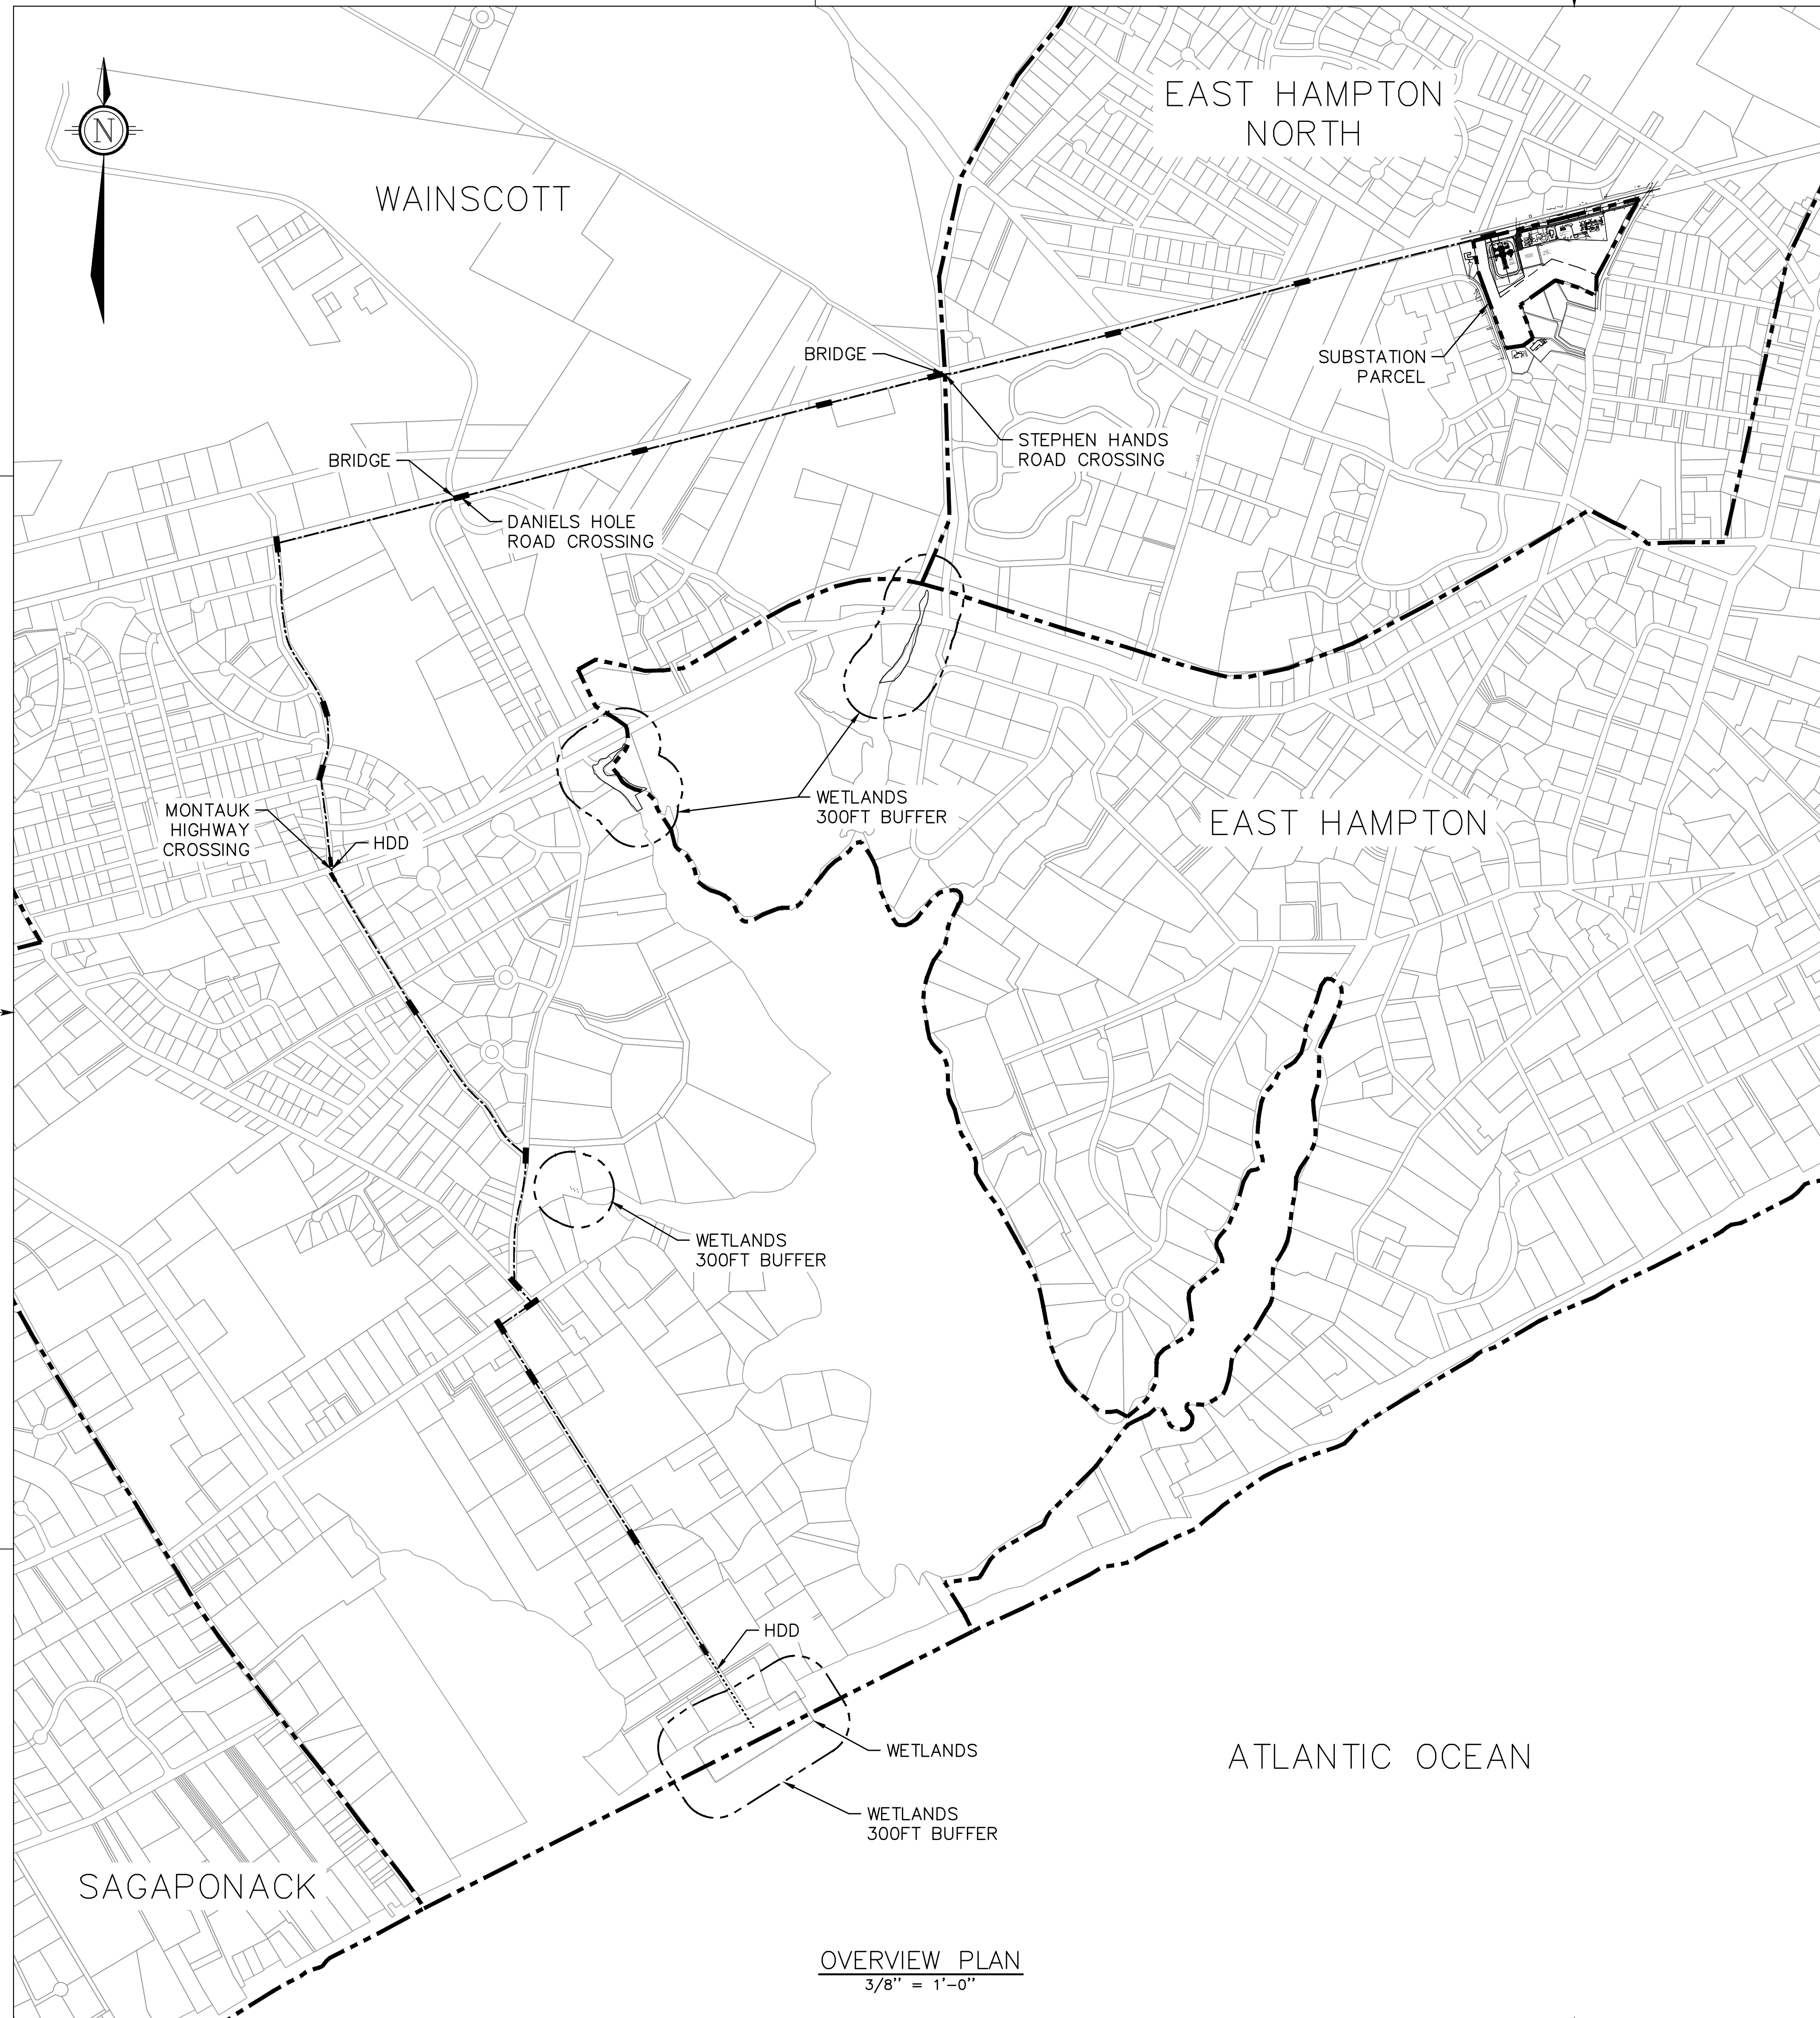 EAST HAMPTON
NORTH
N
WAINSCOTT
BRIDGE
SUBSTATION
PARCEL
STEPHEN HANDS
ROAD CROSSING
BRIDGE
DANIELS HOLE
ROAD CROSSING
WETLANDS
300FT BUFFER
MONTAUK
HIGHWAY
CROSSING
HDD
EAST HAMPTON
WETLANDS
300FT BUFFER
HDD
WETLANDS
ATLANTIC OCEAN
WETLANDS
300FT BUFFER
SAGAPONACK
OVERVIEW PLAN
3/8'' = 1'-0''